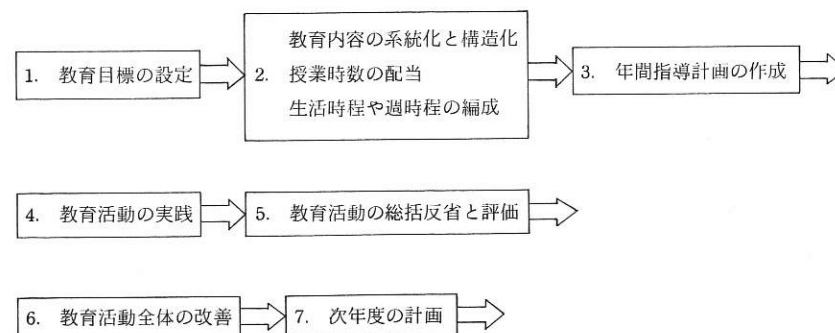 1. 教育目標の設定
教育内容の系統化と構造化
2. 授業時数の配当
生活時程や週時程の編成
3. 年間指導計画の作成
4. 教育活動の実践
5. 教育活動の総括反省と評価
6. 教育活動全体の改善
7. 次年度の計画